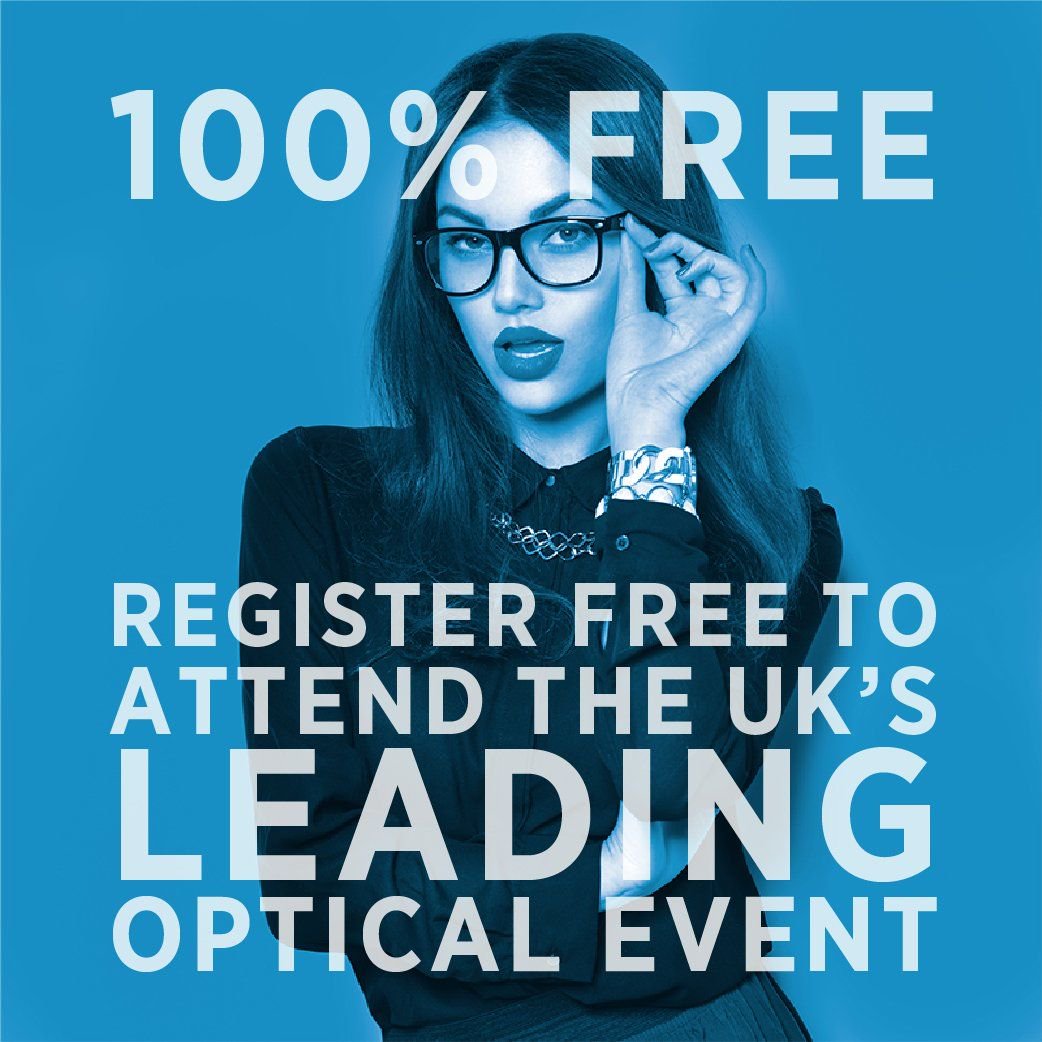 100% FREE
REGISTER FREE TO
ATTEND THE UK’S
LEADING
OPTICAL EVENT